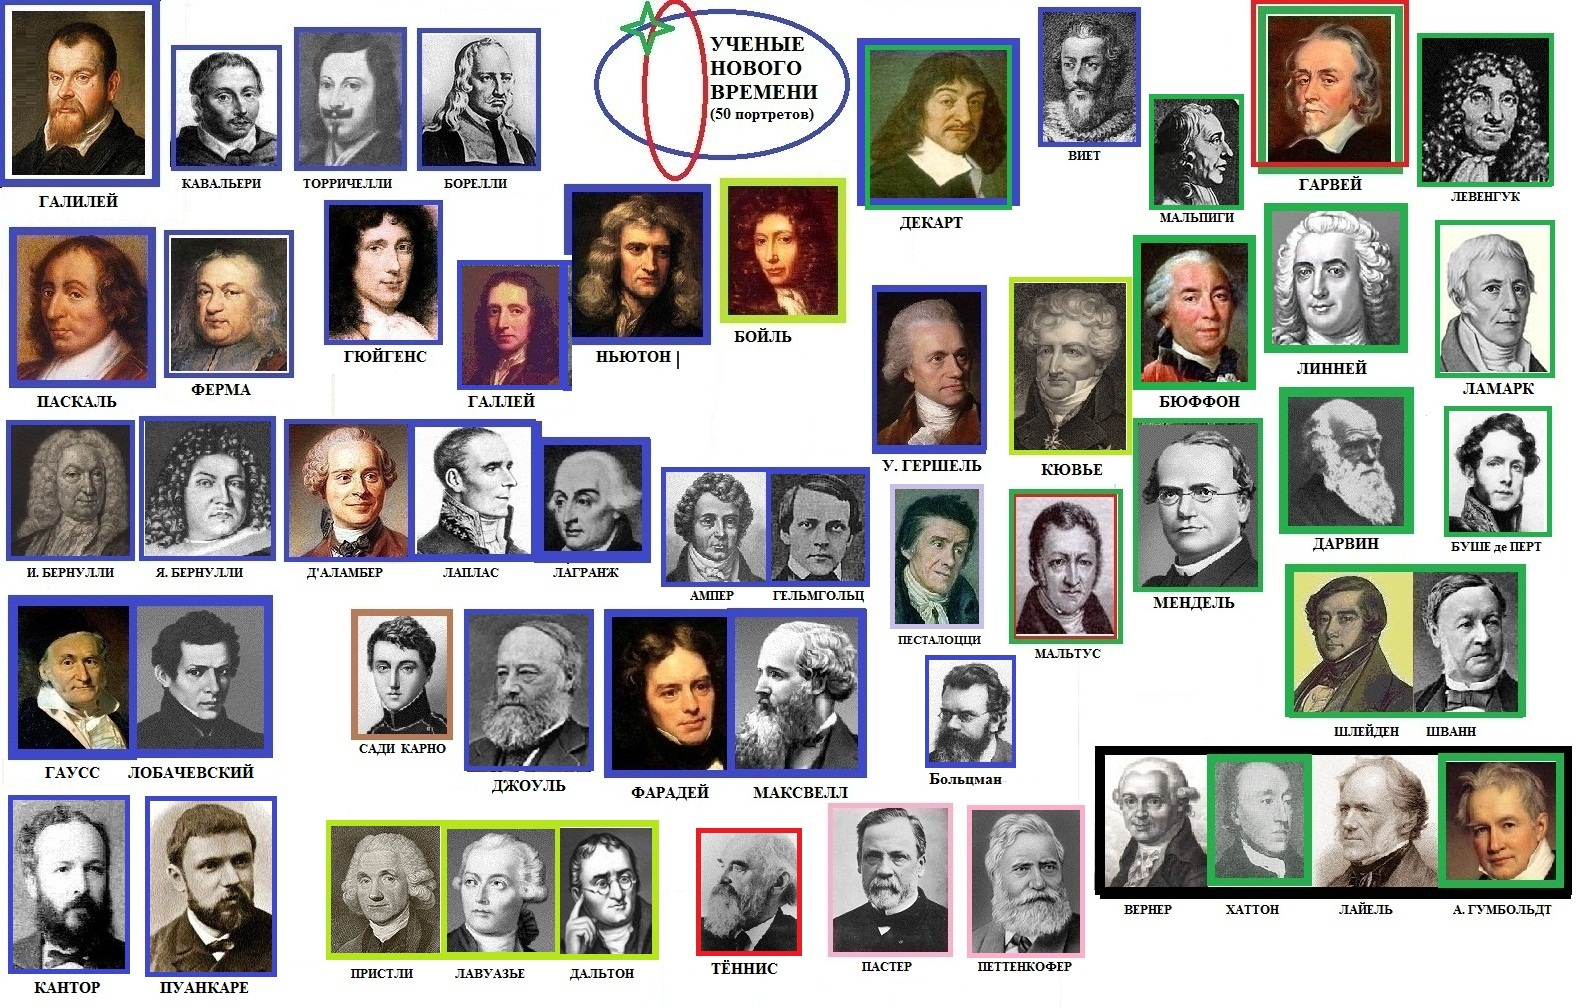 УЧЕНЫЕ
НОВОГО
ВРЕМЕНИ
(50 портретов)
ГАЛИЛЕЙ
КАВАЛЬЕРИ
ТОРРИЧЕЛЛИ
БОРЕЛЛИ
ДЕКАРТ
ВИЕТ
МАЛЬПИГИ
ГАРВЕЙ
ЛЕВЕНГУК
ПАСКАЛЬ
ФЕРМА
ГЮЙГЕНС
ГАЛЛЕЙ
НЬЮТОН |
БОЙЛЬ
У. ГЕРШЕЛЬ
КЮВЬЕ
БЮФФОН
ЛИННЕЙ
ЛАМАРК
И. БЕРНУЛЛИ
Я. БЕРНУЛЛИ
Д'АЛАМБЕР
ЛАПЛАС
ЛАГРАНЖ
АМПЕР
ГЕЛЬМГОЛЬЦ
ПЕСТАЛОЦЦИ
МАЛЬТУС
МЕНДЕЛЬ
ДАРВИН
БУШЕ де ПЕРТ
ГАУСС
ЛОБАЧЕВСКИЙ
САДИ КАРНО
ДЖОУЛЬ
ФАРАДЕЙ
МАКСВЕЛЛ
Больцман
ШЛЕЙДЕН
ШВАНН
КАНТОР
ПУАНКАРЕ
ПРИСТЛИ
ЛАВУАЗЬЕ
ДАЛЬТОН
ТЁННИС
ПАСТЕР
ПЕТТЕНКОФЕР
ВЕРНЕР
ХАТТОН
ЛАЙЕЛЬ
А. ГУМБОЛЬДТ